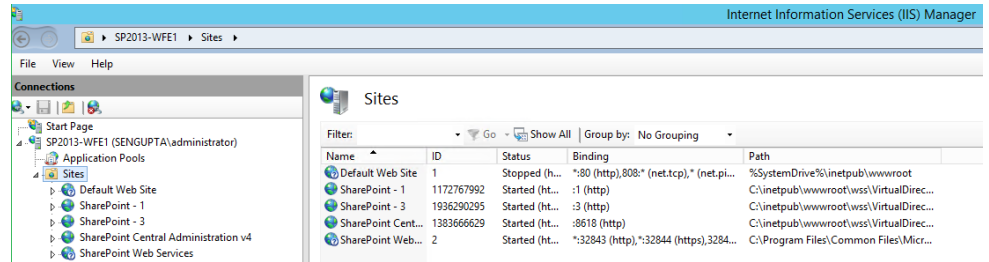 Internet Information Services (IIS) Manager
SP2013-WFE1 Sites
File View Help
Connections
Start Page
SP2013-WFE1 (SENGUPTA\administrator)
Application Pools
Sites
Default Web Site
SharePoint - 1
SharePoint - 3
SharePoint Central Administration v4
SharePoint Web Services
Sites
Filter: Go Show All Group by: No Grouping
Name ID Status Binding Path
Default Web Site 1 Stopped (h... *:80 (http),808:* (net.tcp),* (net.pi... %SystemDrive%\inetpub\wwwroot
SharePoint - 1 1172767992 Started (ht... :1 (http) C:\inetpub\wwwroot\wss\VirtualDirec...
SharePoint - 3 1936290295 Started (ht... :3 (http) C:\inetpub\wwwroot\wss\VirtualDirec...
SharePoint Cent... 1383666629 Started (ht... :8618 (http) C:\inetpub\wwwroot\wss\VirtualDirec...
SharePoint Web... 2 Started (ht... *:32843 (http),*:32844 (https),3284... C:\Program Files\Common Files\Micr...